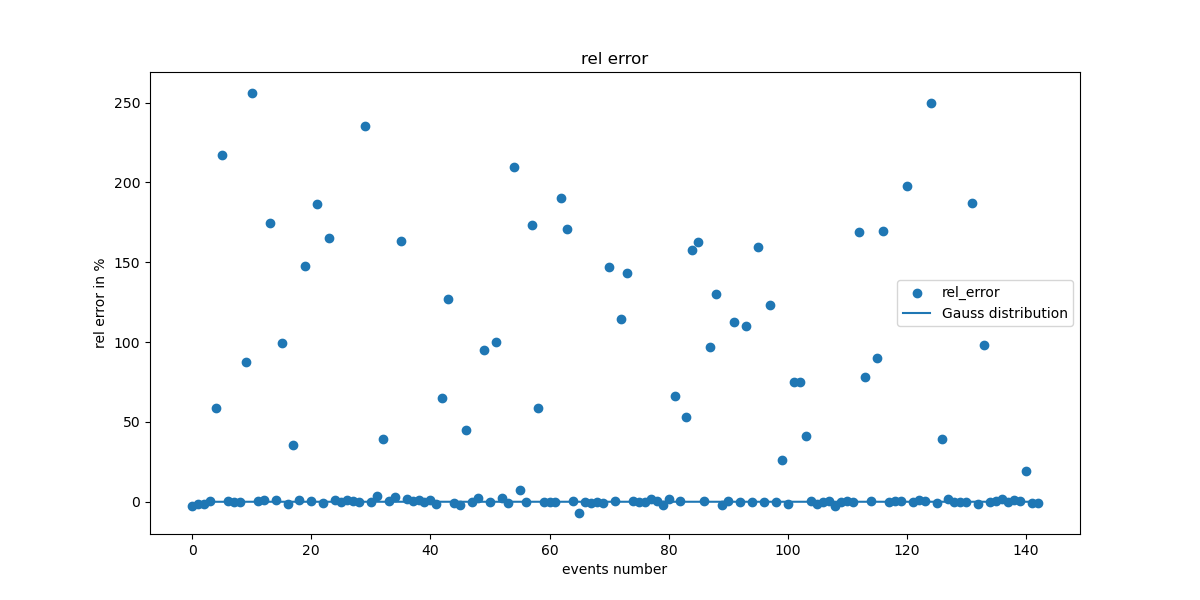 rel error
rel error in %
250
200
150
100
50
0
rel_error
Gauss distribution
0 20 40 60 80 100 120 140
events number